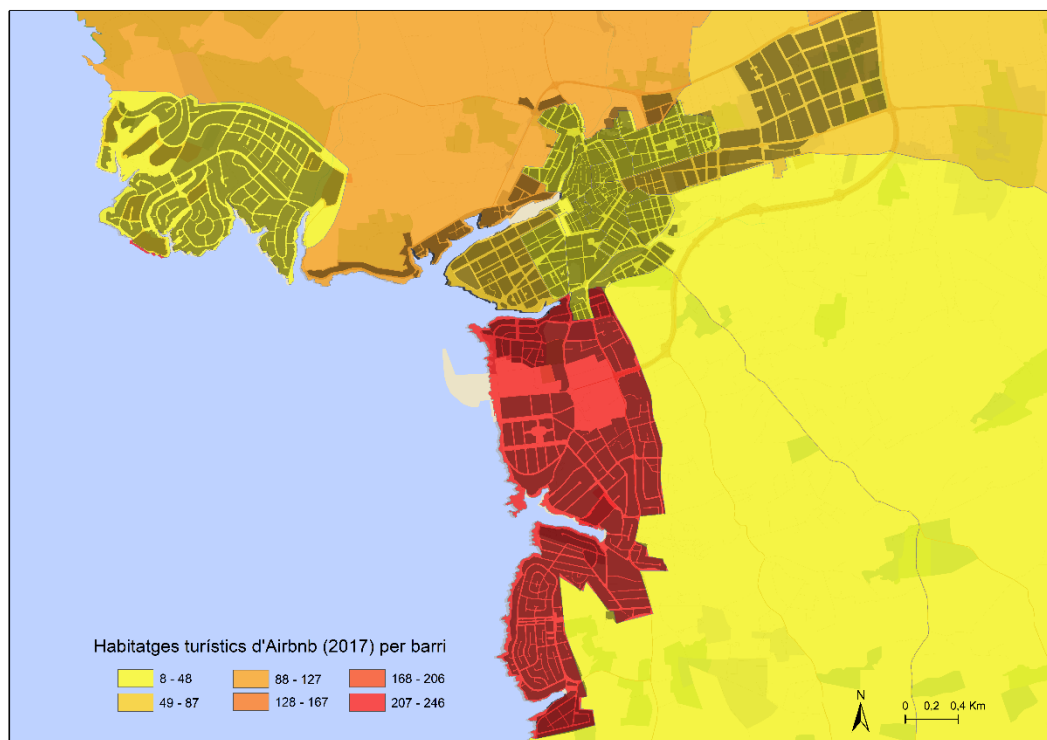 Habitatges turístics d'Airbnb (2017) per barri
8 - 48
88 - 127
168 - 206
49 - 87
128 - 167
207 - 246
N
0 0,2 0,4 Km